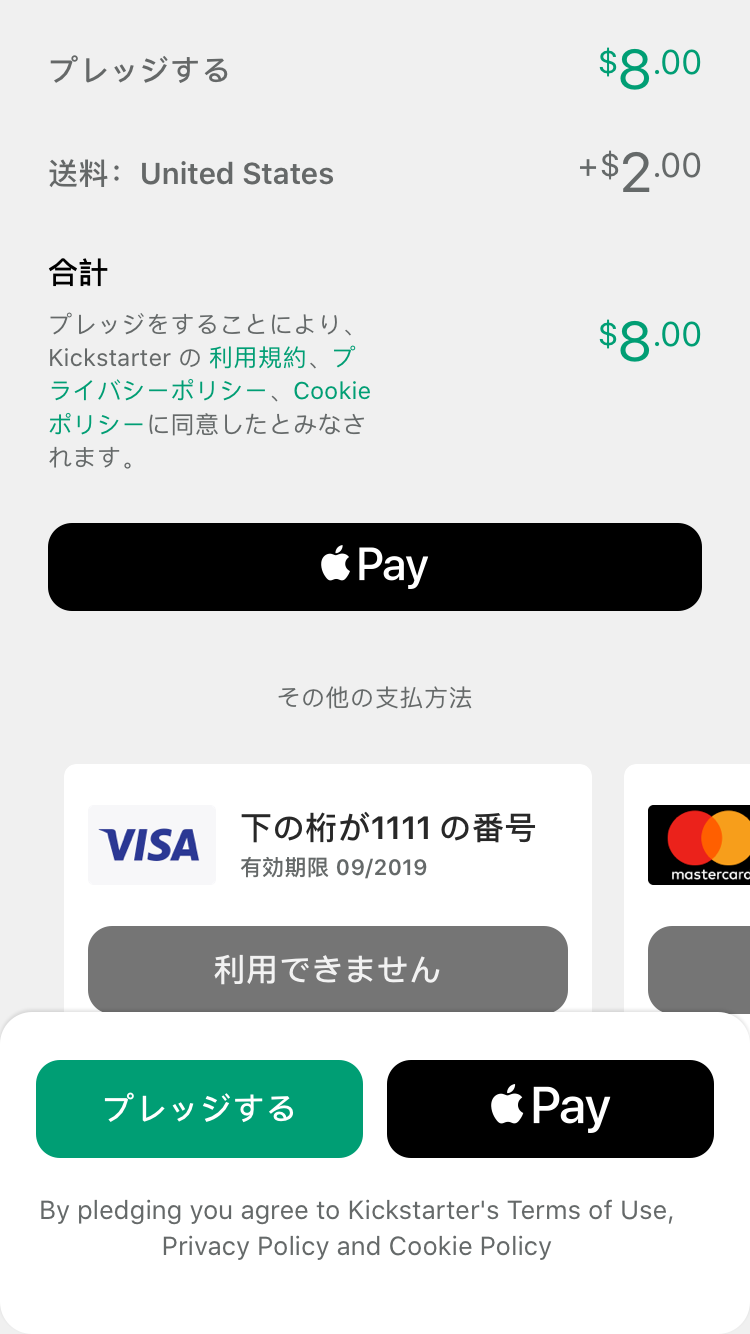 プレッジする $8.00
送料： United States +$2.00
合計
プレッジをすることにより、
Kickstarter の 利用規約、プ
ライバシーポリシー、Cookie
ポリシーに同意したとみなさ
れます。
$8.00
Pay
その他の支払方法
VISA
下の桁が1111 の番号
有効期限 09/2019
利用できません
mastercard
プレッジする
Pay
By pledging you agree to Kickstarter's Terms of Use,
Privacy Policy and Cookie Policy